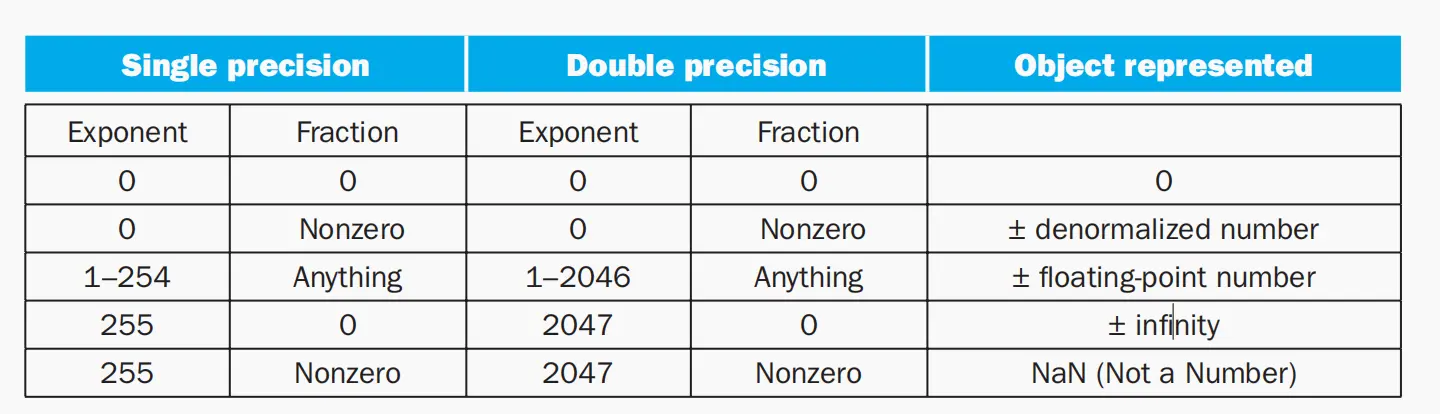 Single precision Double precision Object represented
Exponent Fraction Exponent Fraction
0 0 0 0 0
0 Nonzero 0 Nonzero ± denormalized number
1–254 Anything 1–2046 Anything ± floating-point number
255 0 2047 0 ± infinity
255 Nonzero 2047 Nonzero NaN (Not a Number)